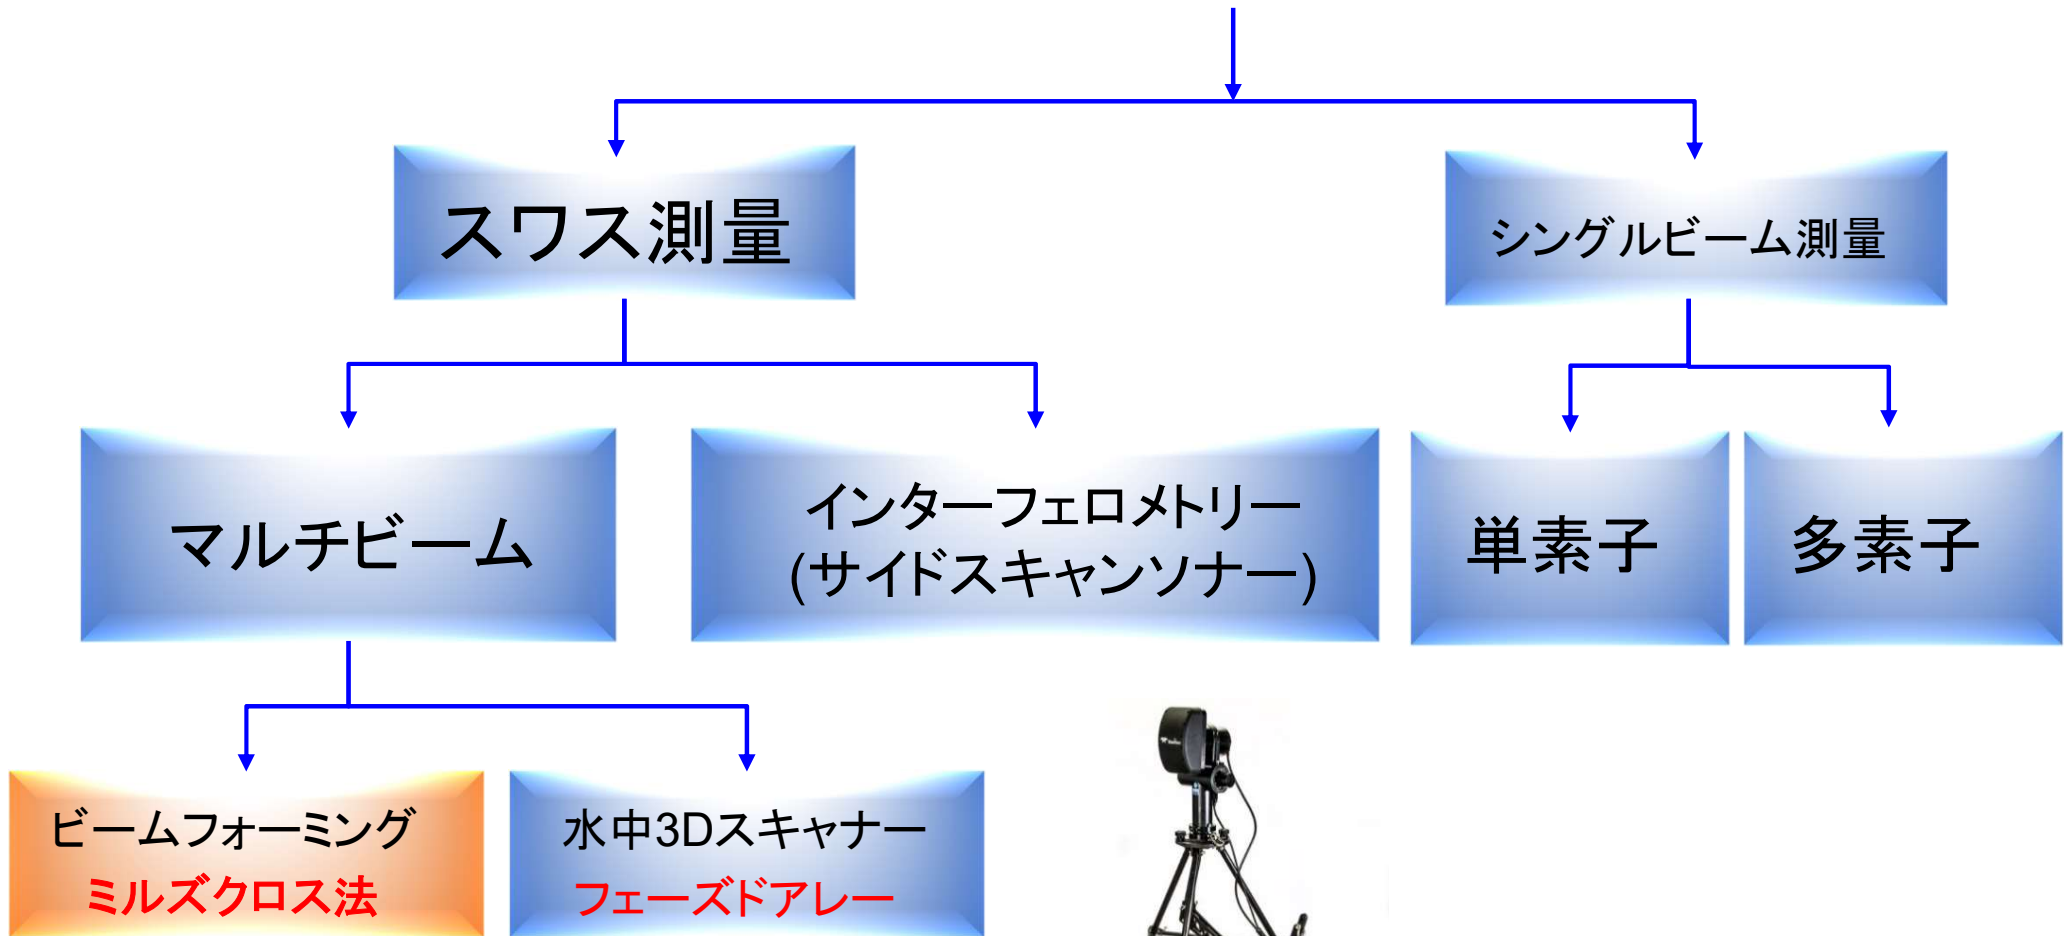 スワス測量
シングルビーム測量
マルチビーム
インターフェロメトリー
(サイドスキャンソナー)
単素子
多素子
ビームフォーミング
ミルズクロス法
水中3Dスキャナー
フェーズドアレー